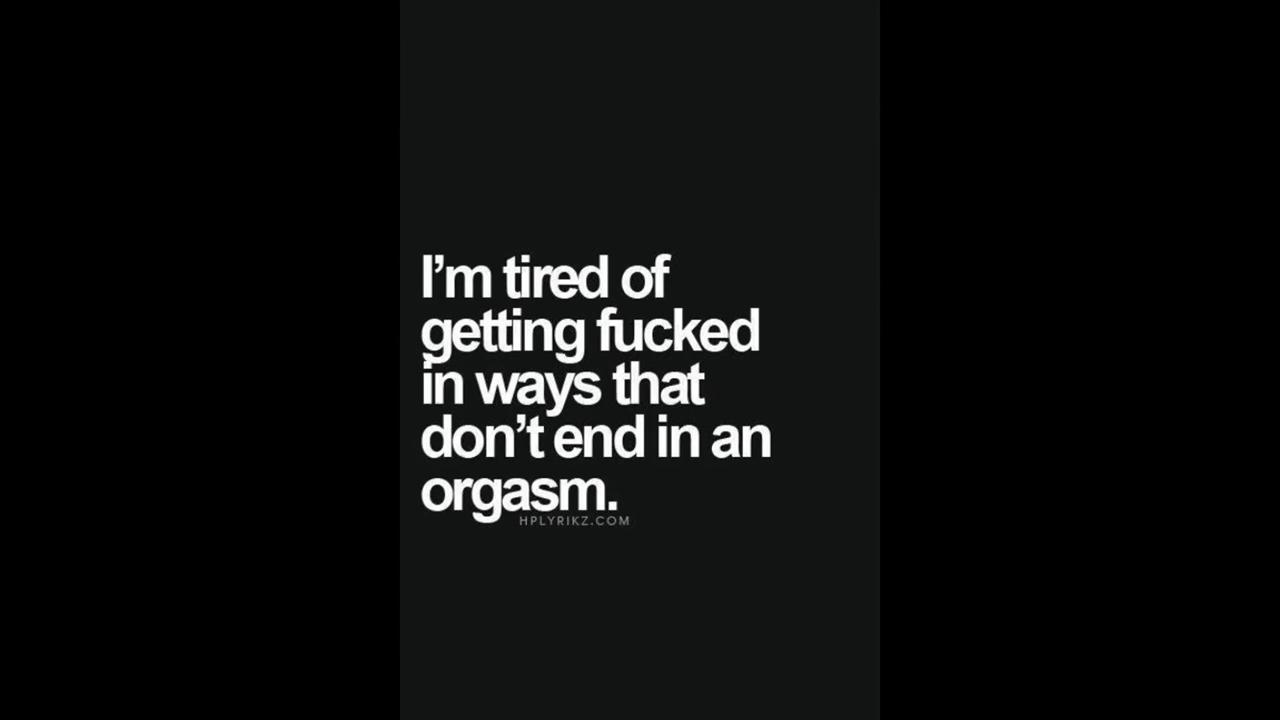 I’m tired of
getting fucked
in ways that
don’t end in an
orgasm.
HPLYRIKZ.COM